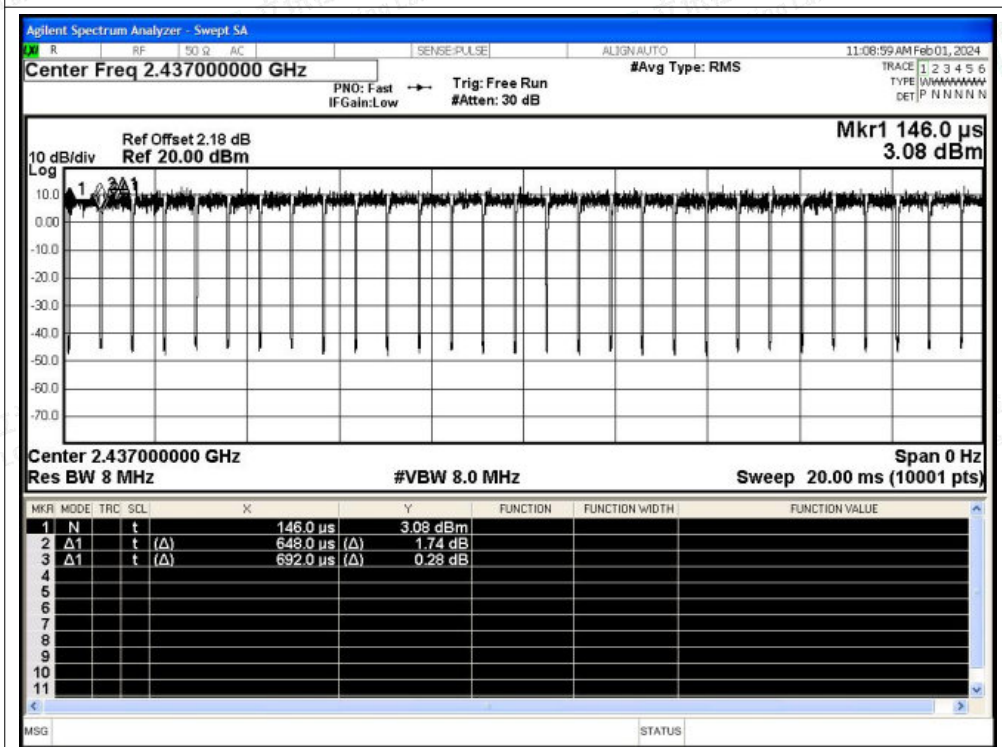 Agilent Spectrum Analyzer - Swept SA
R RF 50 Ω AC SENSE:PULSE ALIGN AUTO 11:08:59 AM Feb 01, 2024
Center Freq 2.437000000 GHz #Avg Type: RMS TRACE 1 2 3 4 5 6
PNO: Fast Trig: Free Run TYPE WWWWWW
IFGain:Low #Atten: 30 dB DET P N N N N N
Mkr1 146.0 µs
Ref Offset 2.18 dB
10 dB/div Ref 20.00 dBm 3.08 dBm
Log
10.0
0.00
-10.0
-20.0
-30.0
-40.0
-50.0
-60.0
-70.0
1 3Δ1
Center 2.437000000 GHz Span 0 Hz
Res BW 8 MHz #VBW 8.0 MHz Sweep 20.00 ms (10001 pts)
MKR MODE TRC SCL X Y FUNCTION FUNCTION WIDTH FUNCTION VALUE
1 N t 146.0 µs 3.08 dBm
2 Δ1 t (Δ) 648.0 µs (Δ) 1.74 dB
3 Δ1 t (Δ) 692.0 µs (Δ) 0.28 dB
4
5
6
7
8
9
10
11
MSG STATUS